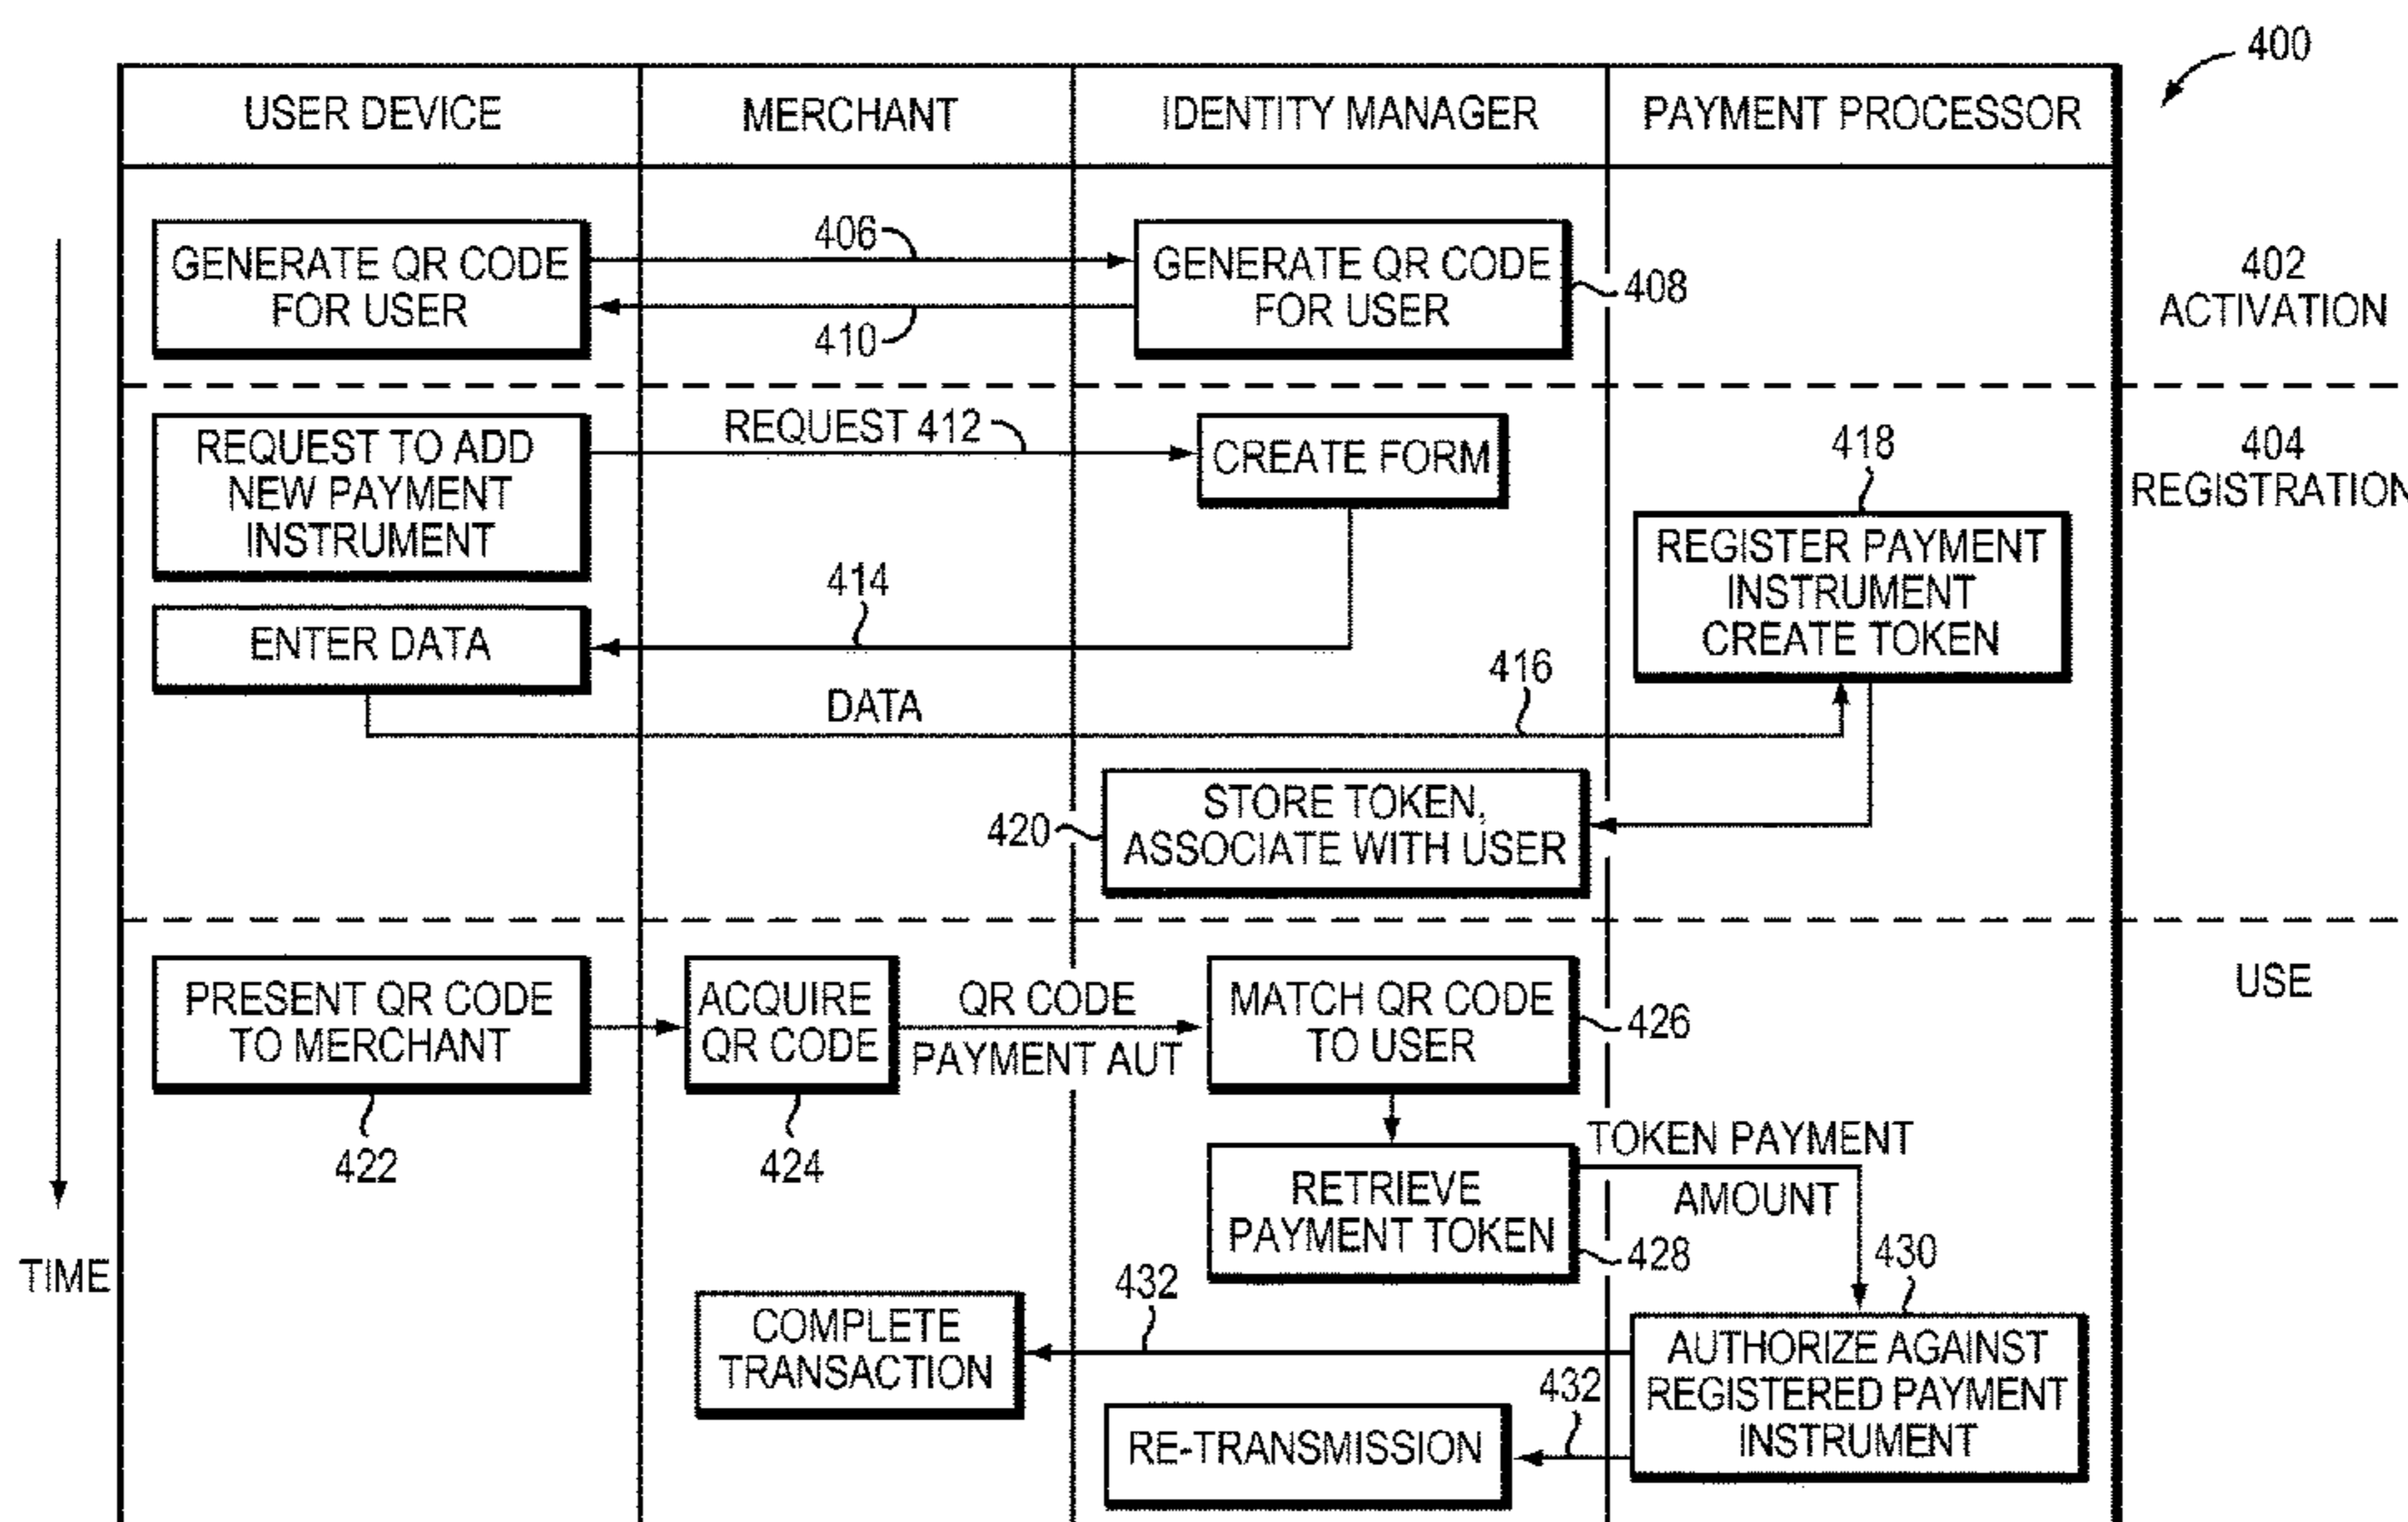 400
USER DEVICE
MERCHANT
IDENTITY MANAGER
PAYMENT PROCESSOR
GENERATE QR CODE
FOR USER
406
410
GENERATE QR CODE
FOR USER
408
402
ACTIVATION
REQUEST TO ADD
NEW PAYMENT
INSTRUMENT
REQUEST 412
CREATE FORM
418
404
REGISTRATION
REGISTER PAYMENT
INSTRUMENT
CREATE TOKEN
414
ENTER DATA
DATA
416
420
STORE TOKEN,
ASSOCIATE WITH USER
PRESENT QR CODE
TO MERCHANT
422
ACQUIRE
QR CODE
424
QR CODE
PAYMENT AUT
MATCH QR CODE
TO USER
426
USE
RETRIEVE
PAYMENT TOKEN
428
TOKEN PAYMENT
AMOUNT
430
TIME
COMPLETE
TRANSACTION
432
AUTHORIZE AGAINST
REGISTERED PAYMENT
INSTRUMENT
432
RE-TRANSMISSION